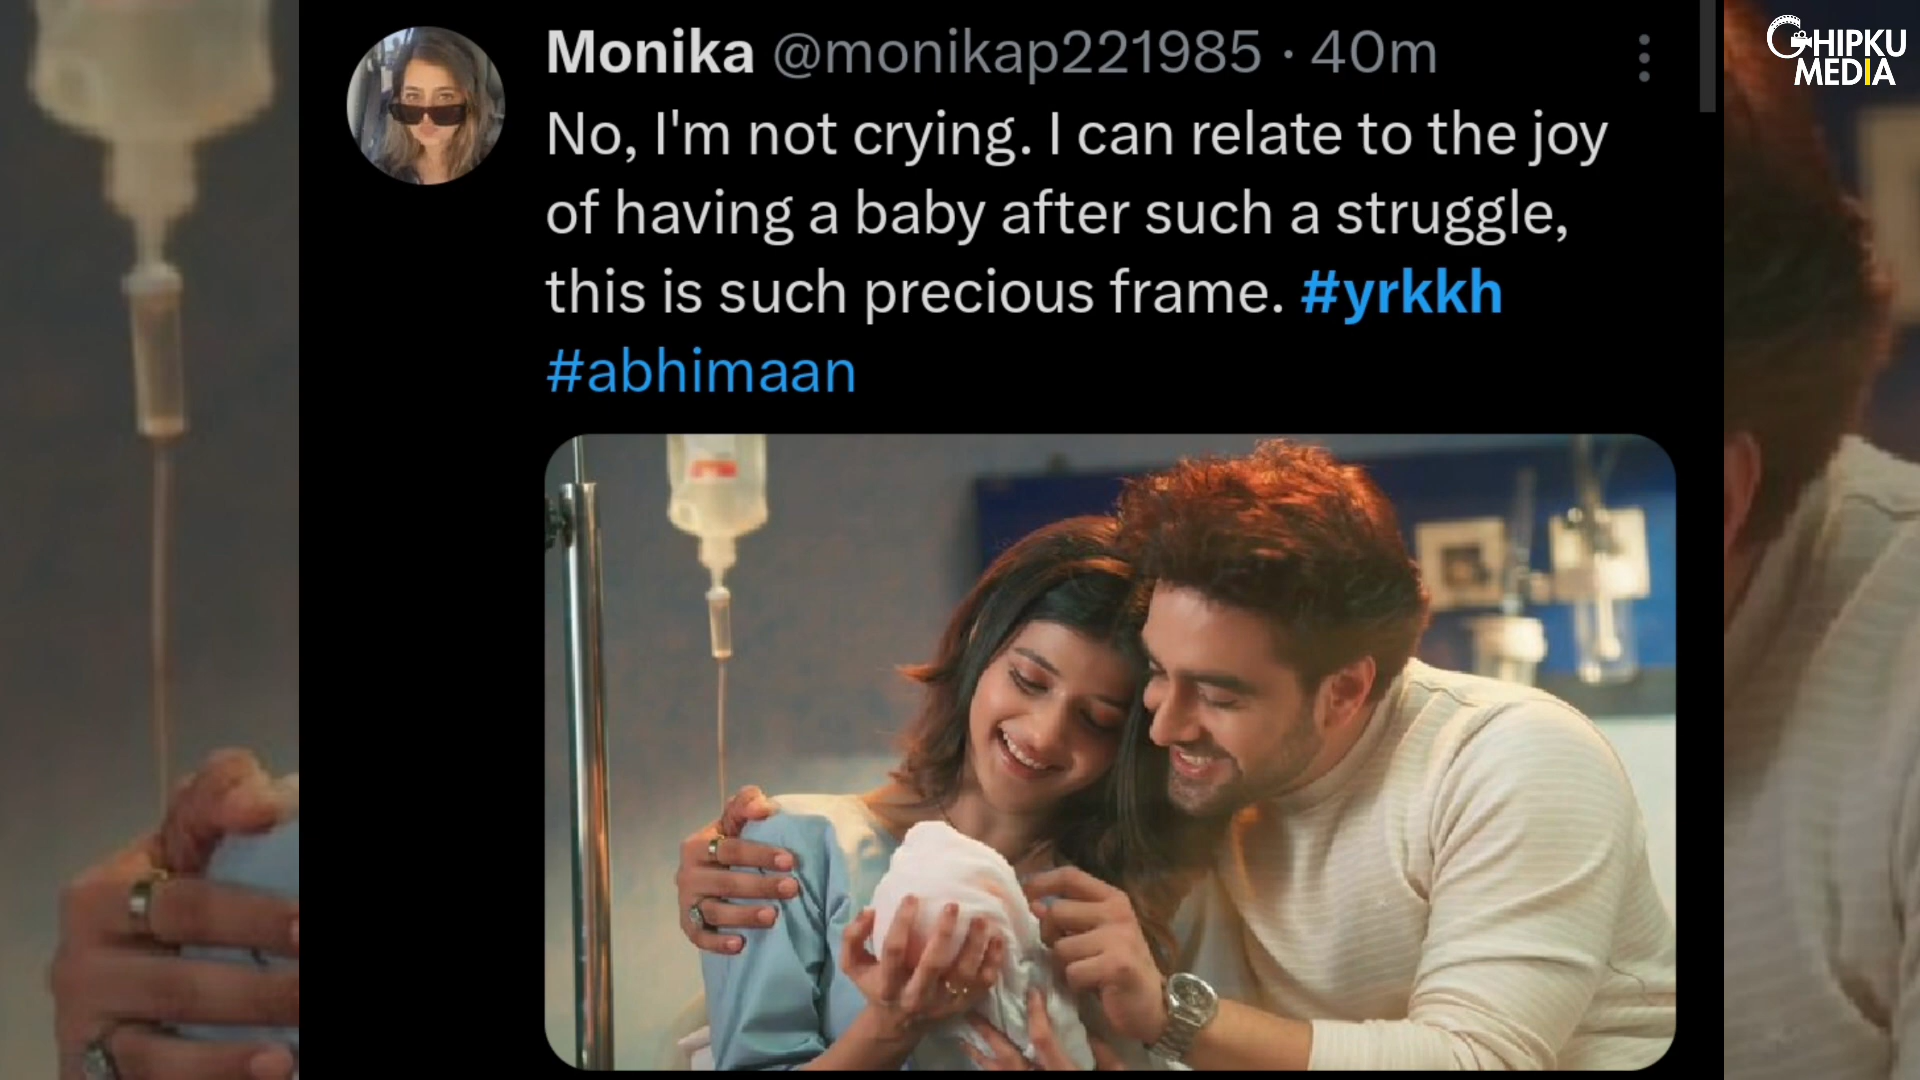 Monika @monikap221985 · 40m
No, I'm not crying. I can relate to the joy
of having a baby after such a struggle,
this is such precious frame. #yrkkh
#abhimaan
GHIPKU
MEDIA